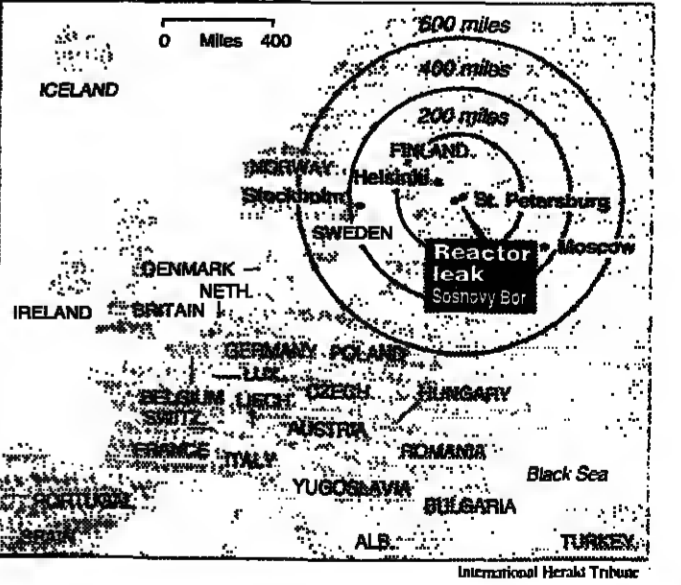 600 miles
0 Miles 400
400 miles
ICELAND
200 miles
FINLAND
NORWAY
Helsinki
Stockholm
St. Petersburg
SWEDEN
Moscow
Reactor
leak
Sosnovy Bor
DENMARK
NETH.
IRELAND
BRITAIN
GERMANY
POLAND
LUX.
BELGIUM
LIECH.
CZECH.
HUNGARY
SWITZ.
AUSTRIA
FRANCE
ITALY
ROMANIA
Black Sea
YUGOSLAVIA
PORTUGAL
BULGARIA
SPAIN
ALB.
TURKEY
International Herald Tribune